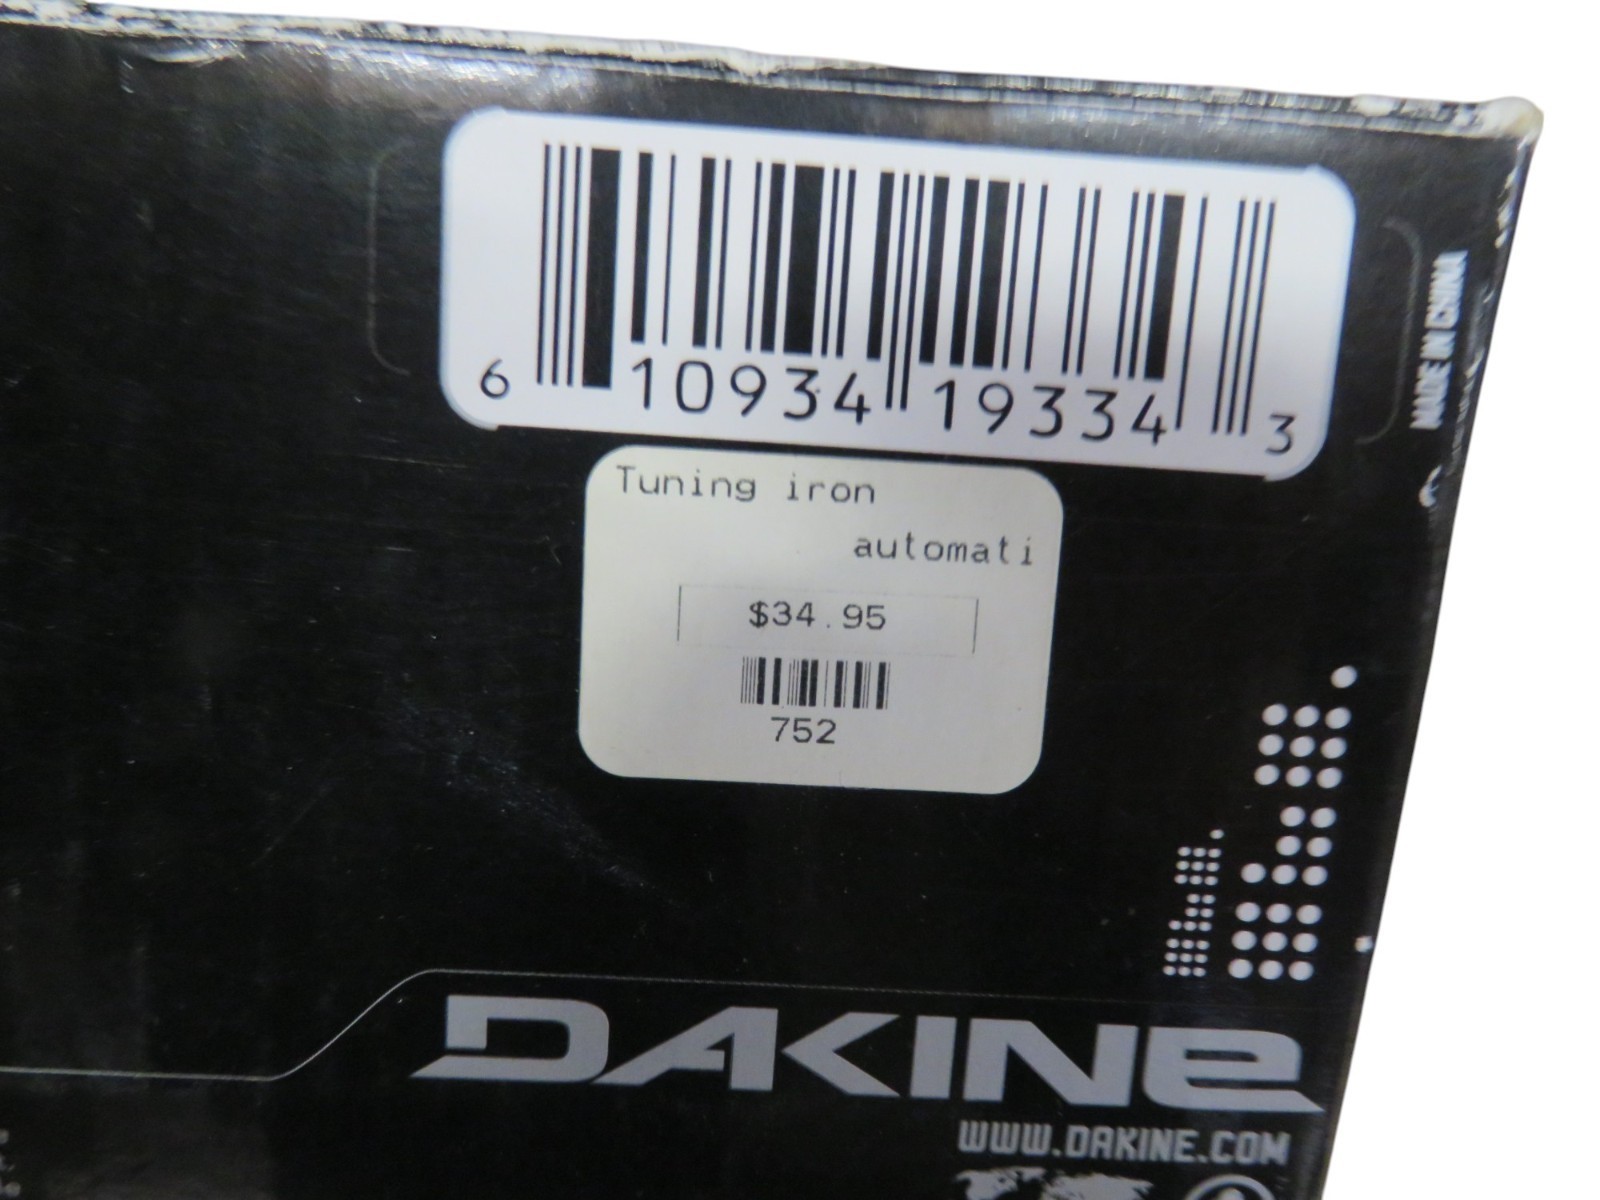 6 10934 19334 3
MADE IN CHINA
Tuning iron
automati
$34.95
752
DAKINE
WWW.DAKINE.COM